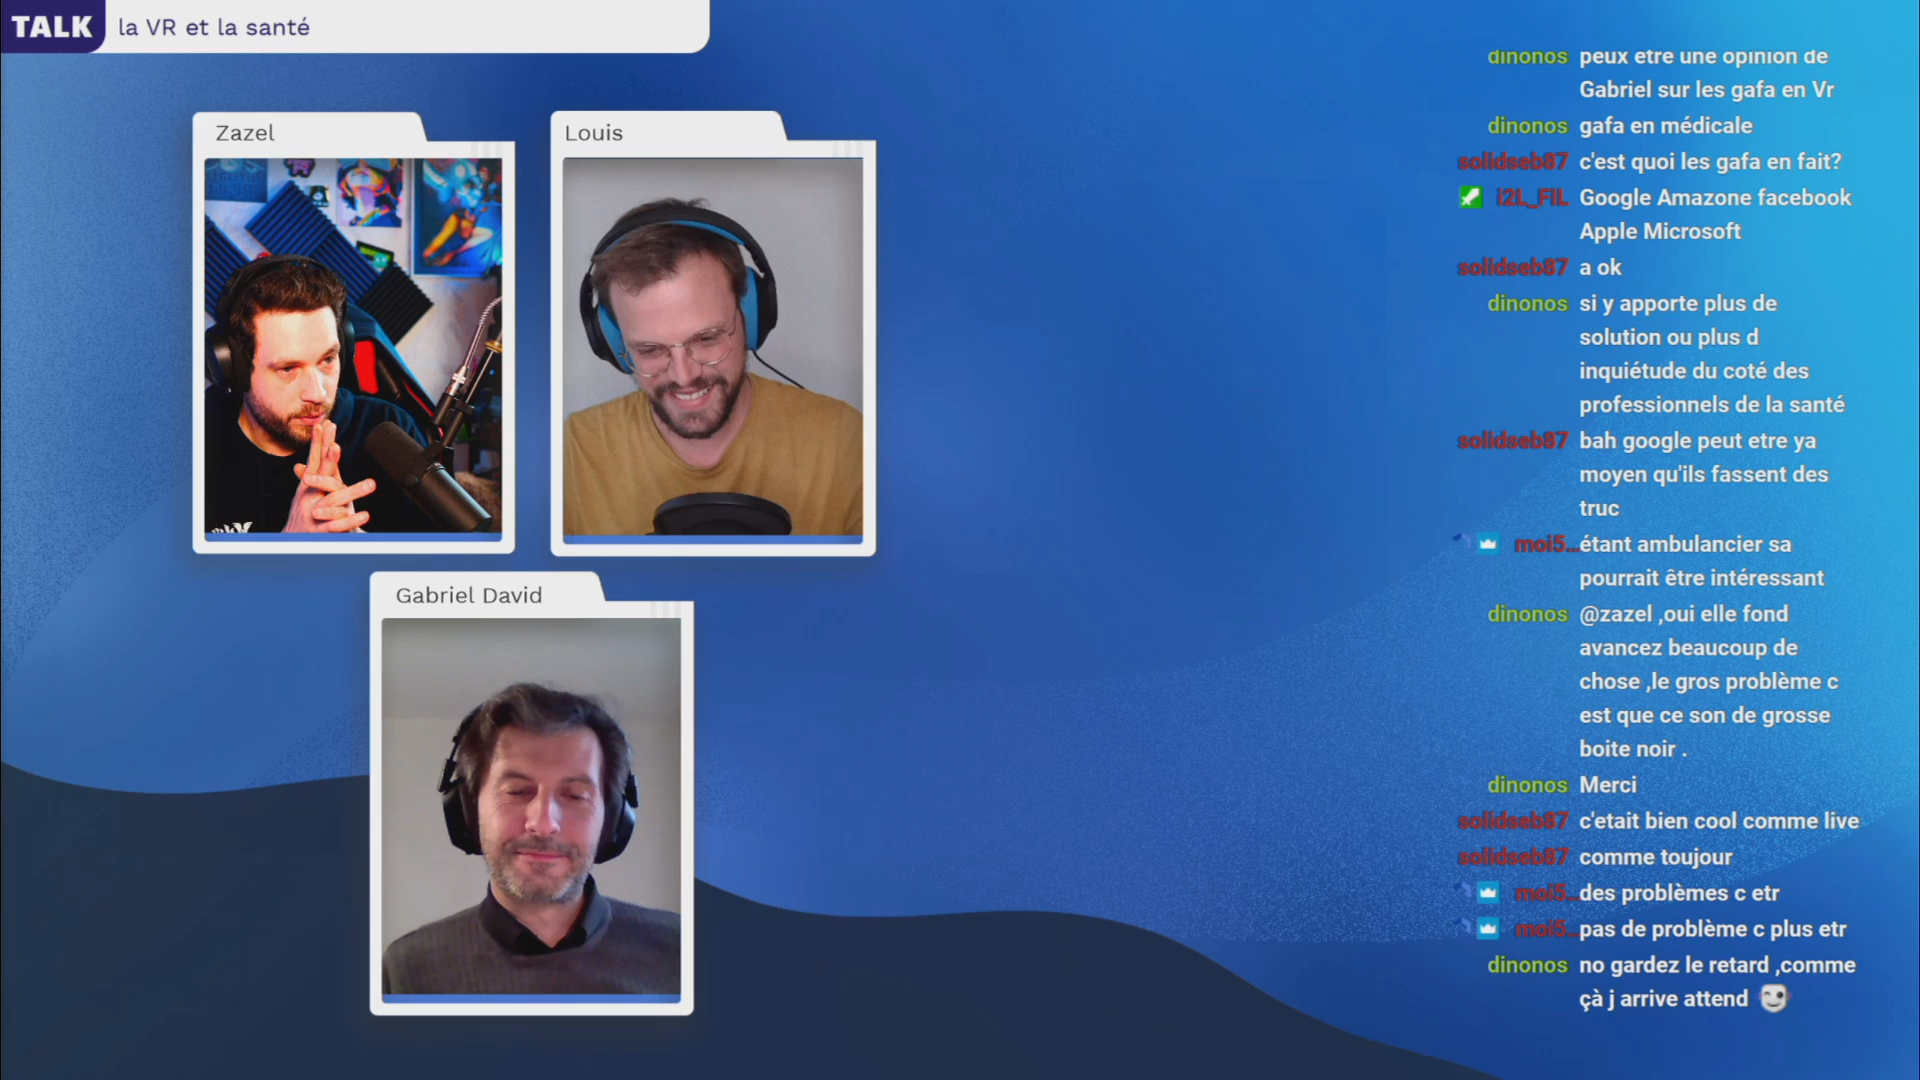 TALK la VR et la santé
Zazel
Louis
Gabriel David
dinonos peux etre une opinion de
Gabriel sur les gafa en Vr
dinonos gafa en médicale
solidseb87 c'est quoi les gafa en fait?
i2L_FIL Google Amazone facebook
Apple Microsoft
solidseb87 a ok
dinonos si y apporte plus de
solution ou plus d
inquiétude du coté des
professionnels de la santé
solidseb87 bah google peut etre ya
moyen qu'ils fassent des
truc
moi5... étant ambulancier sa
pourrait être intéressant
dinonos @zazel ,oui elle fond
avancez beaucoup de
chose ,le gros problème c
est que ce son de grosse
boite noir .
dinonos Merci
solidseb87 c'etait bien cool comme live
solidseb87 comme toujour
moi5... des problèmes c etr
moi5... pas de problème c plus etr
dinonos no gardez le retard ,comme
çà j arrive attend